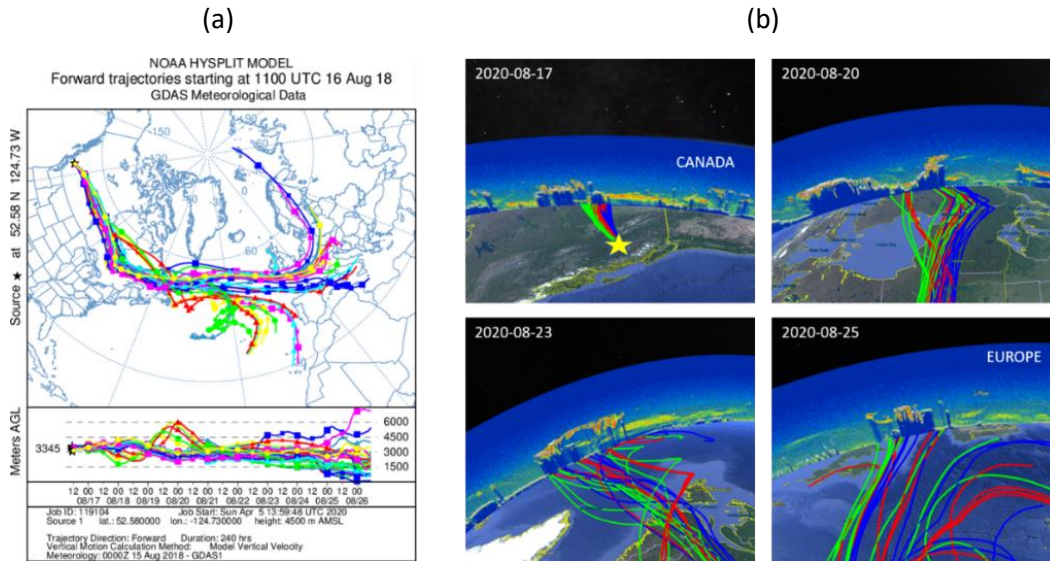 (a)
(b)
NOAA HYSPLIT MODEL
Forward trajectories starting at 1100 UTC 16 Aug 18
GDAS Meteorological Data
Source ★ at 52.58 N 124.73 W
-150
60
Meters AGL
3345
6000
4500
3000
1500
12 00 12 00 12 00 12 00 12 00 12 00 12 00 12 00 12 00 12 00
08/17 08/18 08/19 08/20 08/21 08/22 08/23 08/24 08/25 08/26
Job ID: 119104 Job Start: Sun Apr 5 13:59:48 UTC 2020
Source 1 lat.: 52.580000 lon.: -124.730000 height: 4500 m AMSL
Trajectory Direction: Forward Duration: 240 hrs
Vertical Motion Calculation Method: Model Vertical Velocity
Meteorology: 0000Z 15 Aug 2018 - GDAS1
2020-08-17
CANADA
2020-08-20
2020-08-23
2020-08-25
EUROPE